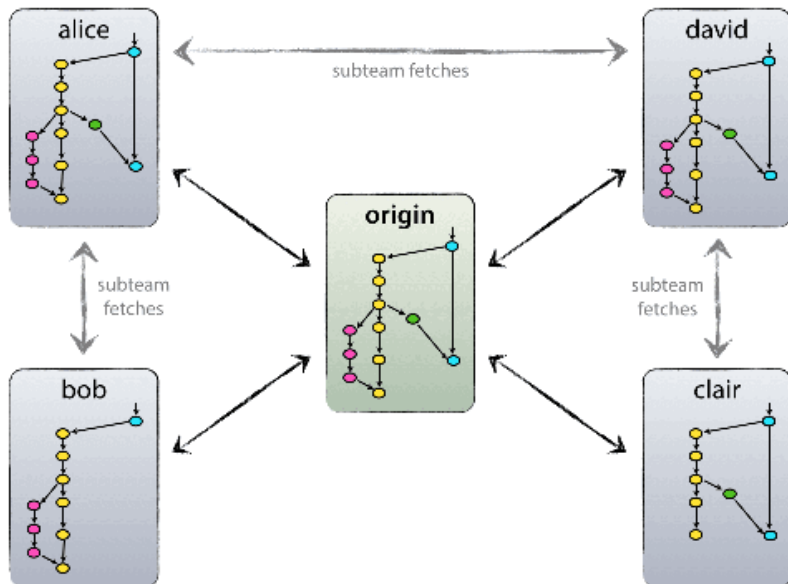 alice
david
subteam fetches
origin
subteam
fetches
subteam
fetches
bob
clair